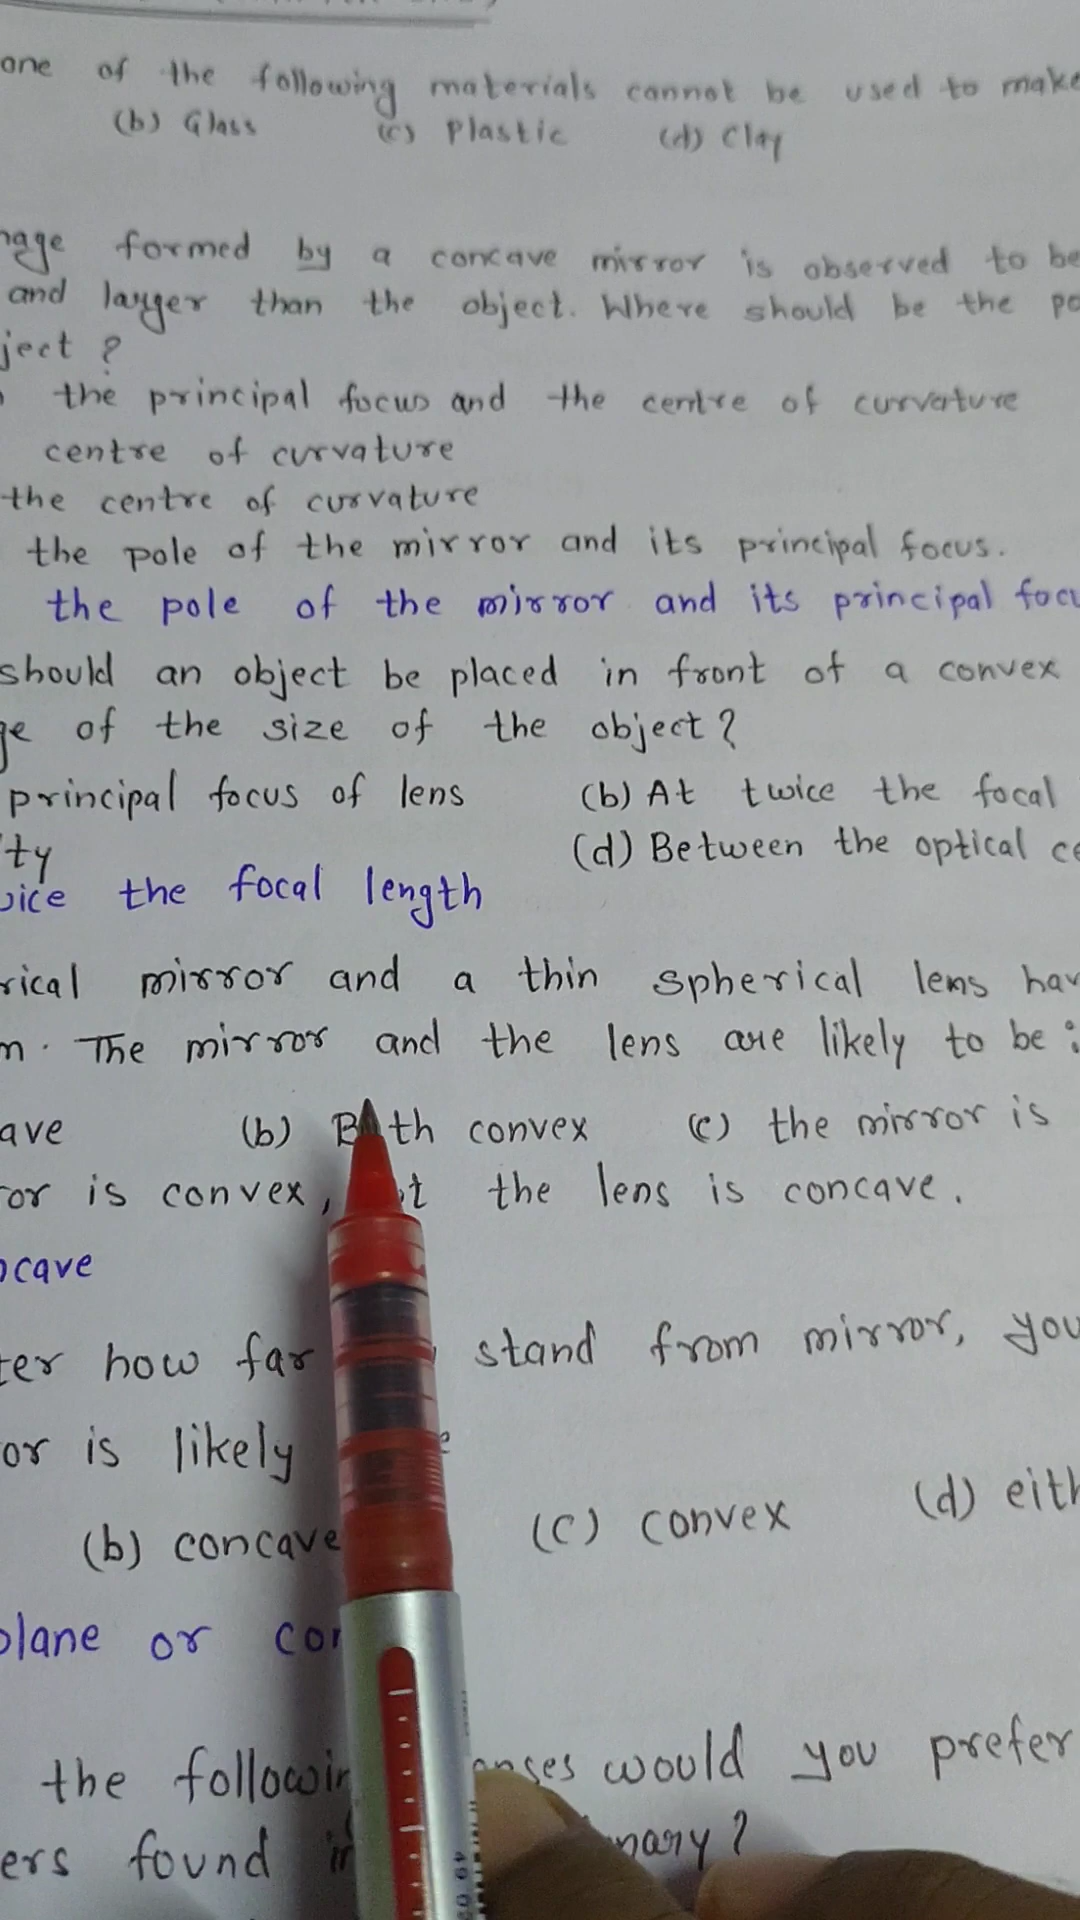 one of the following materials cannot be used to make
(b) Glass (c) Plastic (d) Clay
formed by a concave mirror is observed to be
and larger than the object. Where should be the
ject ?
the principal focus and the centre of curvature
centre of curvature
the centre of curvature
the pole of the mirror and its principal focus.
the pole of the mirror and its principal focu
should an object be placed in front of a convex
ge of the size of the object ?
principal focus of lens (b) At twice the focal
ty (d) Between the optical ce
the focal length
rical mirror and a thin spherical lens hav
m. The mirror and the lens are likely to be :
ave (b) B th convex (c) the mirror is
or is convex, t the lens is concave.
cave
ter how far stand from mirror, you
or is likely
(b) concave (c) convex (d) eith
plane or
the followin enses would you prefer
ers found nary ?